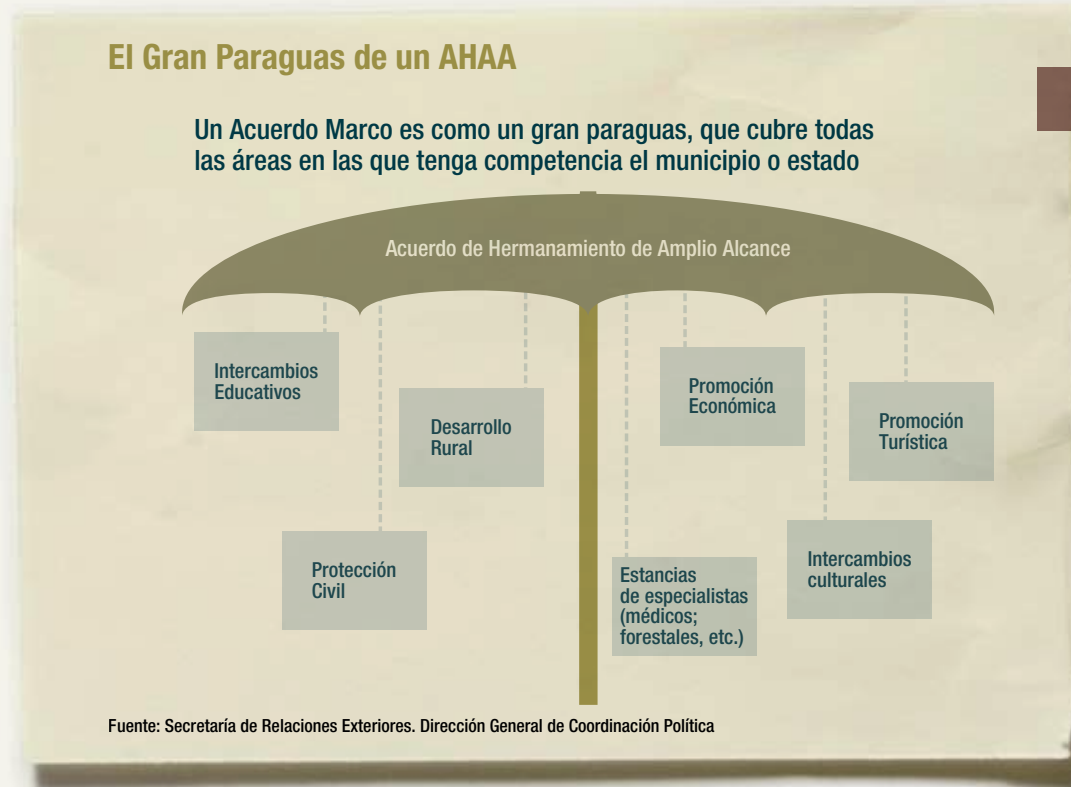 El Gran Paraguas de un AHAA
Un Acuerdo Marco es como un gran paraguas, que cubre todas
las áreas en las que tenga competencia el municipio o estado
Acuerdo de Hermanamiento de Amplio Alcance
Intercambios
Educativos
Desarrollo
Rural
Protección
Civil
Promoción
Económica
Promoción
Turística
Estancias
de especialistas
(médicos;
forestales, etc.)
Intercambios
culturales
Fuente: Secretaría de Relaciones Exteriores. Dirección General de Coordinación Política